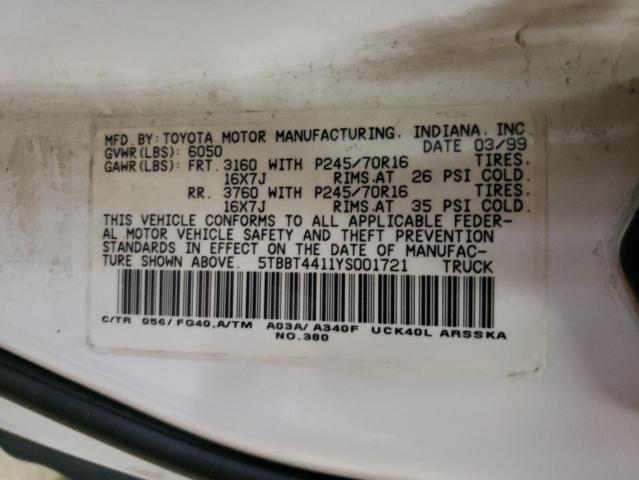 MFD. BY: TOYOTA MOTOR MANUFACTURING, INDIANA, INC.
GVWR(LBS): 6050 DATE 03/99
GAWR(LBS): FRT. 3160 WITH P245/70R16 TIRES.
16X7J RIMS.AT 26 PSI COLD.
RR. 3760 WITH P245/70R16 TIRES.
16X7J RIMS.AT 35 PSI COLD.
THIS VEHICLE CONFORMS TO ALL APPLICABLE FEDER-
AL MOTOR VEHICLE SAFETY AND THEFT PREVENTION
STANDARDS IN EFFECT ON THE DATE OF MANUFAC-
TURE SHOWN ABOVE. 5TBBT4411YS001721 TRUCK
C/TR 056/FG40,A/TM A03A/A340F UCK40L ARSSKA
NO.380